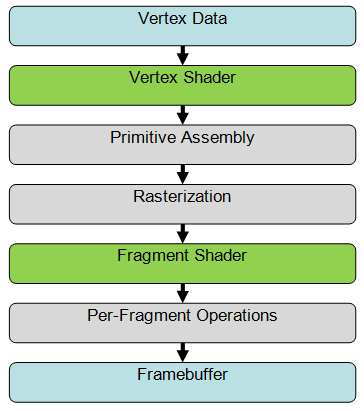 Vertex Data
Vertex Shader
Primitive Assembly
Rasterization
Fragment Shader
Per-Fragment Operations
Framebuffer